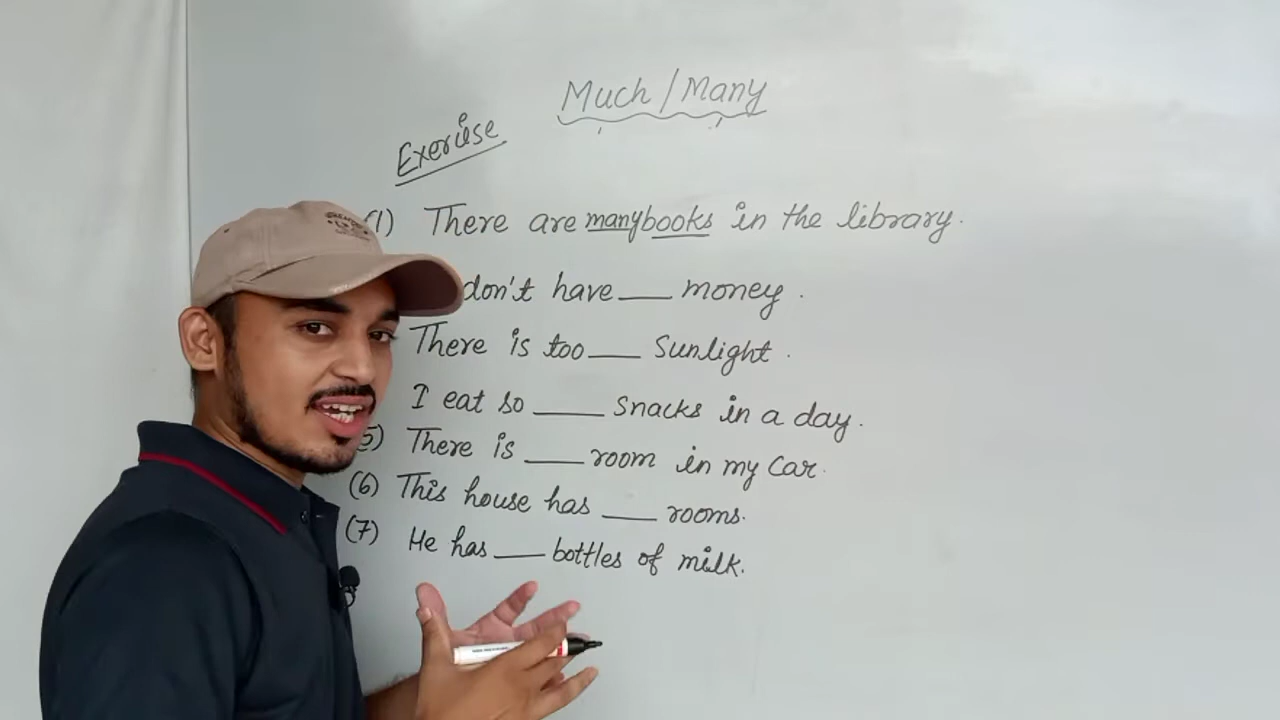 Much / Many
Exercise
(1) There are many books in the library.
don't have ___ money.
There is too ___ Sunlight.
I eat so ___ snacks in a day.
5) There is ___ room in my Car.
(6) This house has ___ rooms.
(7) He has ___ bottles of milk.